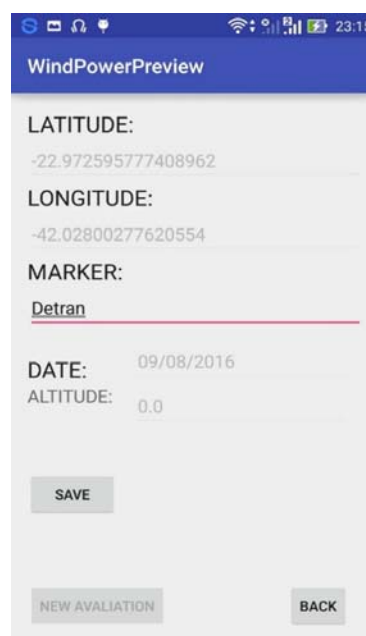 23:15
WindPowerPreview
LATITUDE:
-22.972595777408962
LONGITUDE:
-42.02800277620554
MARKER:
Detran
DATE: 09/08/2016
ALTITUDE: 0.0
SAVE
NEW AVALIATION BACK